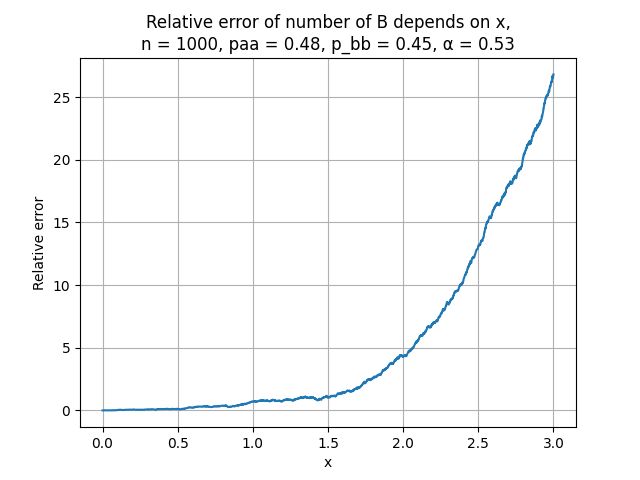 Relative error of number of B depends on x,
n = 1000, paa = 0.48, p_bb = 0.45, α = 0.53
Relative error
25
20
15
10
5
0
0.0 0.5 1.0 1.5 2.0 2.5 3.0
x